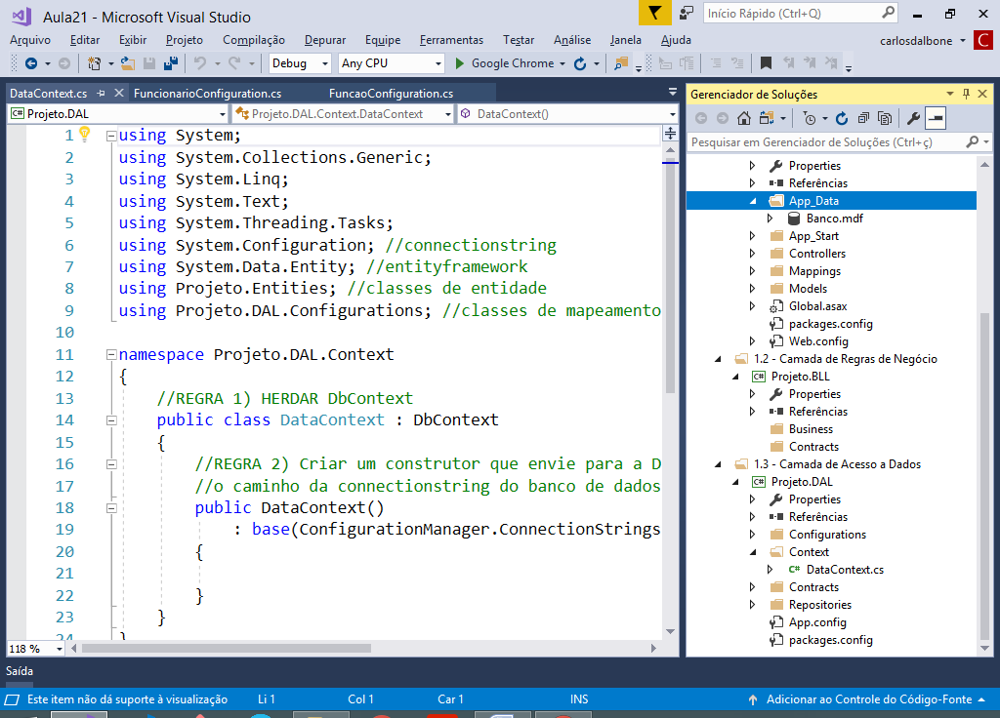 Aula21 - Microsoft Visual Studio
Início Rápido (Ctrl+Q)
Arquivo Editar Exibir Projeto Compilação Depurar Equipe Ferramentas Testar Análise Janela Ajuda carlosdalbone C
Debug Any CPU Google Chrome
DataContext.cs FuncionarioConfiguration.cs FuncaoConfiguration.cs
Projeto.DAL Projeto.DAL.Context.DataContext DataContext()
1 using System;
2 using System.Collections.Generic;
3 using System.Linq;
4 using System.Text;
5 using System.Threading.Tasks;
6 using System.Configuration; //connectionstring
7 using System.Data.Entity; //entityframework
8 using Projeto.Entities; //classes de entidade
9 using Projeto.DAL.Configurations; //classes de mapeamento
10
11 namespace Projeto.DAL.Context
12 {
13 //REGRA 1) HERDAR DbContext
14 public class DataContext : DbContext
15 {
16 //REGRA 2) Criar um construtor que envie para a D
17 //o caminho da connectionstring do banco de dados
18 public DataContext()
19 : base(ConfigurationManager.ConnectionStrings
20 {
21
22 }
23 }
24 }
118 %
Gerenciador de Soluções
Pesquisar em Gerenciador de Soluções (Ctrl+ç)
Properties
Referências
App_Data
Banco.mdf
App_Start
Controllers
Mappings
Models
Global.asax
packages.config
Web.config
1.2 - Camada de Regras de Negócio
C# Projeto.BLL
Properties
Referências
Business
Contracts
1.3 - Camada de Acesso a Dados
C# Projeto.DAL
Properties
Referências
Configurations
Context
C# DataContext.cs
Contracts
Repositories
App.config
packages.config
Saída
Este item não dá suporte à visualização Li 1 Col 1 Car 1 INS Adicionar ao Controle do Código-Fonte